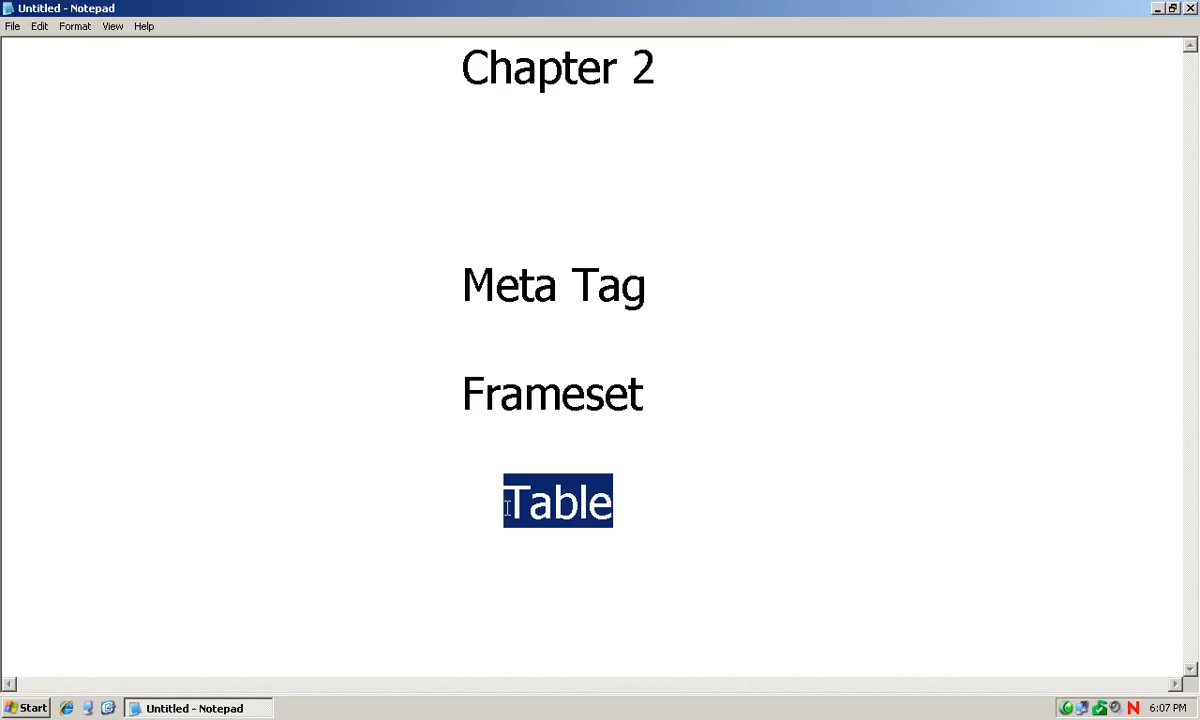 Untitled - Notepad
File Edit Format View Help
Chapter 2
Meta Tag
Frameset
Table
Start Untitled - Notepad N 6:07 PM